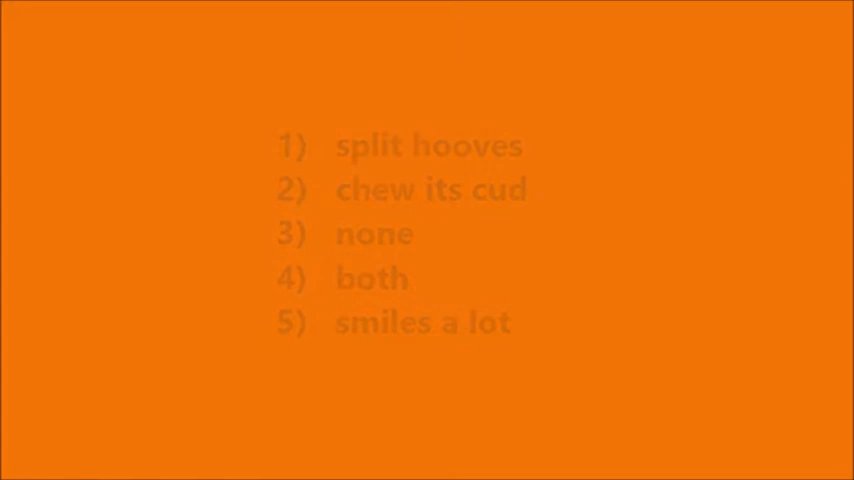 1) split hooves
2) chew its cud
3) none
4) both
5) smiles a lot